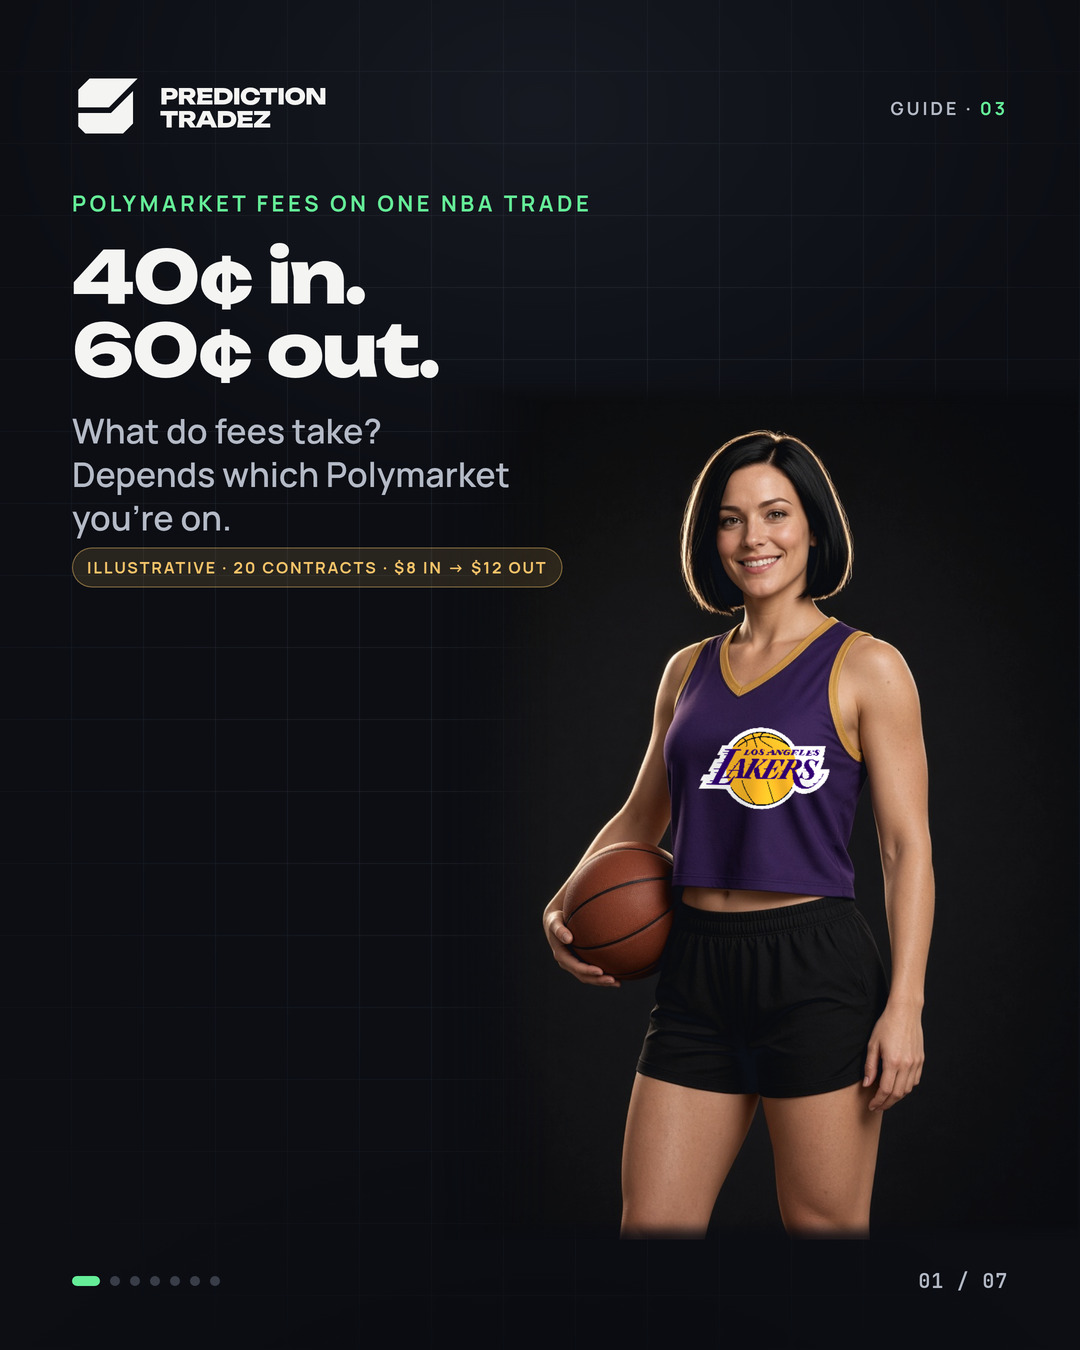 PREDICTION
TRADEZ
GUIDE · 03
POLYMARKET FEES ON ONE NBA TRADE
40¢ in.
60¢ out.
What do fees take?
Depends which Polymarket
you're on.
ILLUSTRATIVE · 20 CONTRACTS · $8 IN → $12 OUT
LOS ANGELES
LAKERS
01 / 07